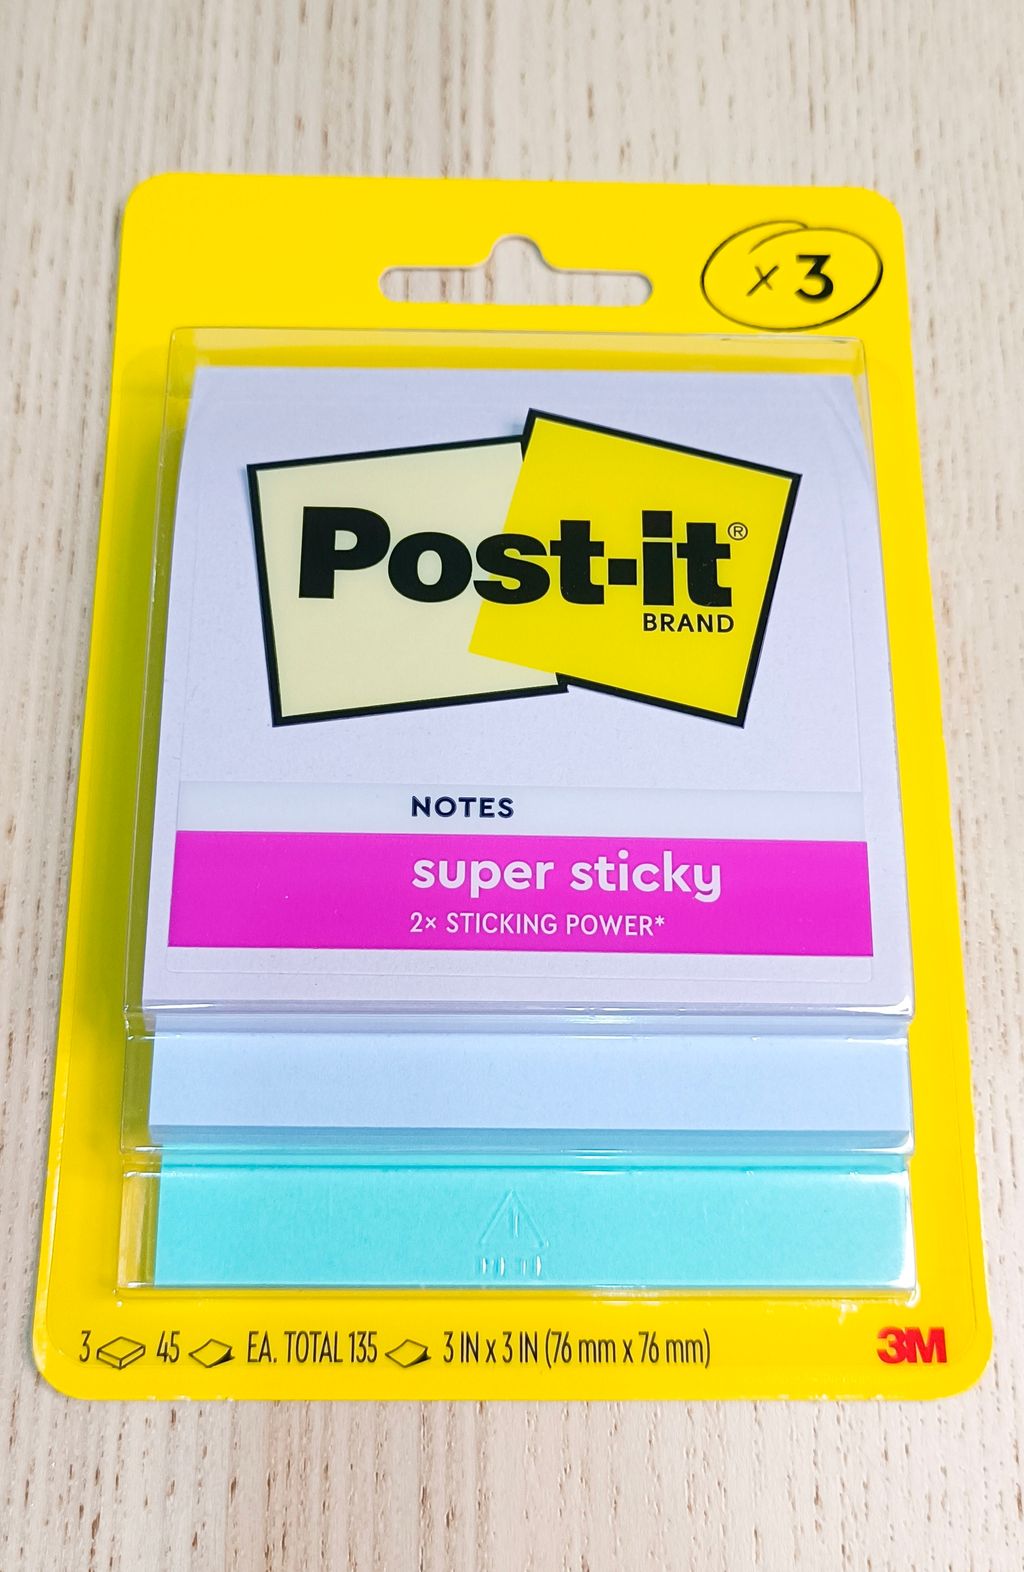 × 3
Post-it®
BRAND
NOTES
super sticky
2× STICKING POWER*
3 45 EA. TOTAL 135 3 IN x 3 IN (76 mm x 76 mm)
3M